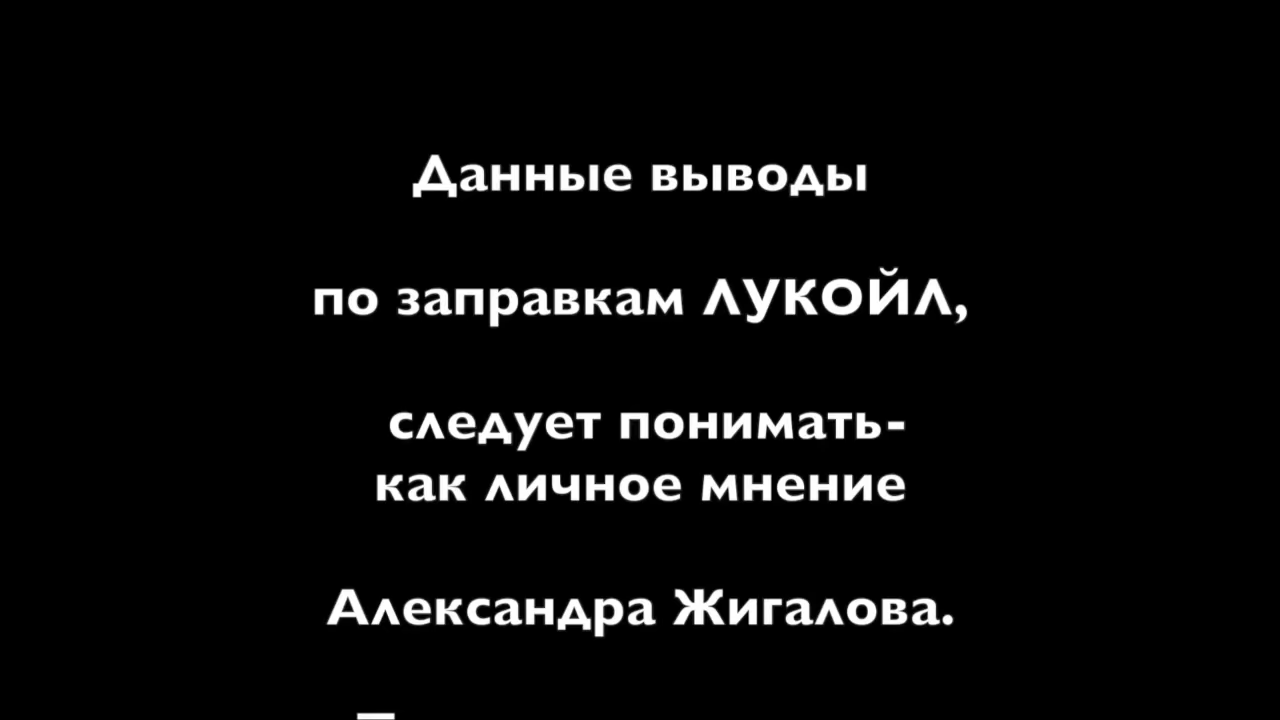 Данные выводы
по заправкам ЛУКОЙЛ,
следует понимать-
как личное мнение
Александра Жигалова.